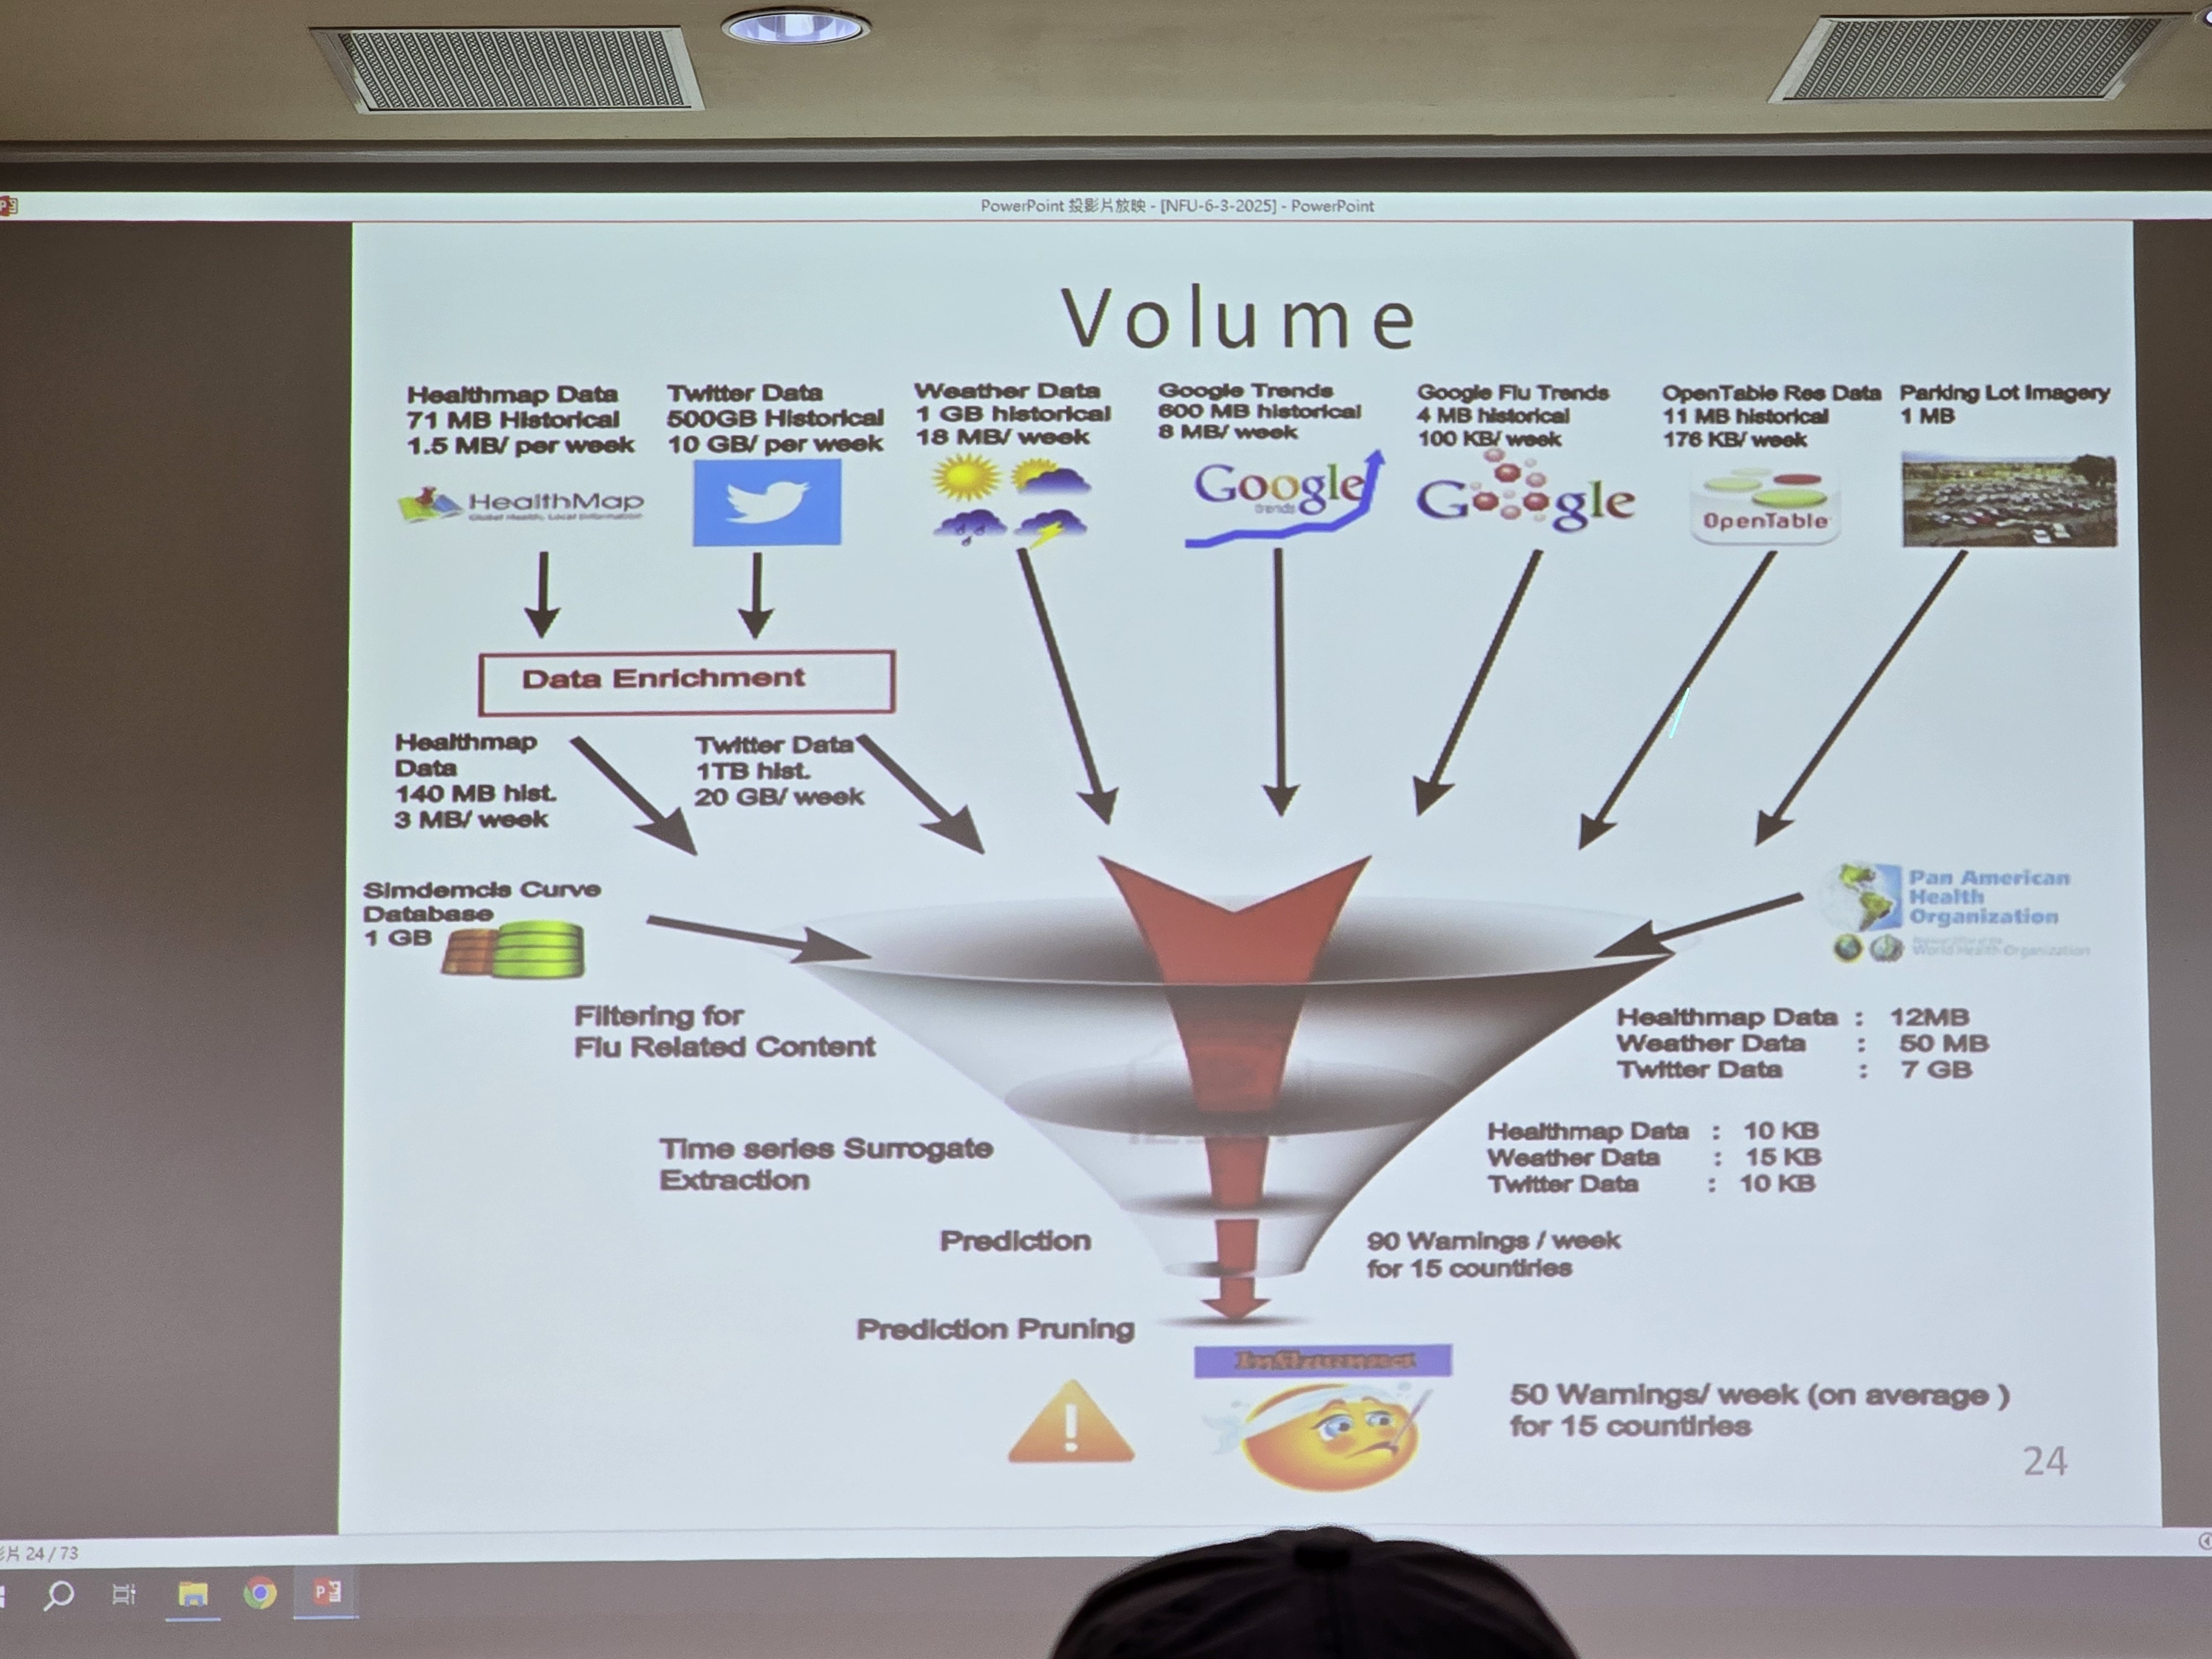 PowerPoint 投影片放映 - [NFU-6-3-2025] - PowerPoint
Volume
Healthmap Data
71 MB Historical
1.5 MB/ per week
Twitter Data
500GB Historical
10 GB/ per week
Weather Data
1 GB historical
18 MB/ week
Google Trends
600 MB historical
8 MB/ week
Google Flu Trends
4 MB historical
100 KB/ week
OpenTable Res Data
11 MB historical
176 KB/ week
Parking Lot Imagery
1 MB
HealthMap
Global Health, Local Information
Google
trends
Google
OpenTable
Data Enrichment
Healthmap
Data
140 MB hist.
3 MB/ week
Twitter Data
1TB hist.
20 GB/ week
Simdemcis Curve
Database
1 GB
Pan American
Health
Organization
World Health Organization
Filtering for
Flu Related Content
Healthmap Data : 12MB
Weather Data : 50 MB
Twitter Data : 7 GB
Time series Surrogate
Extraction
Healthmap Data : 10 KB
Weather Data : 15 KB
Twitter Data : 10 KB
Prediction
90 Warnings / week
for 15 countiries
Prediction Pruning
Influenza
50 Warnings/ week (on average )
for 15 countiries
24
片 24 / 73